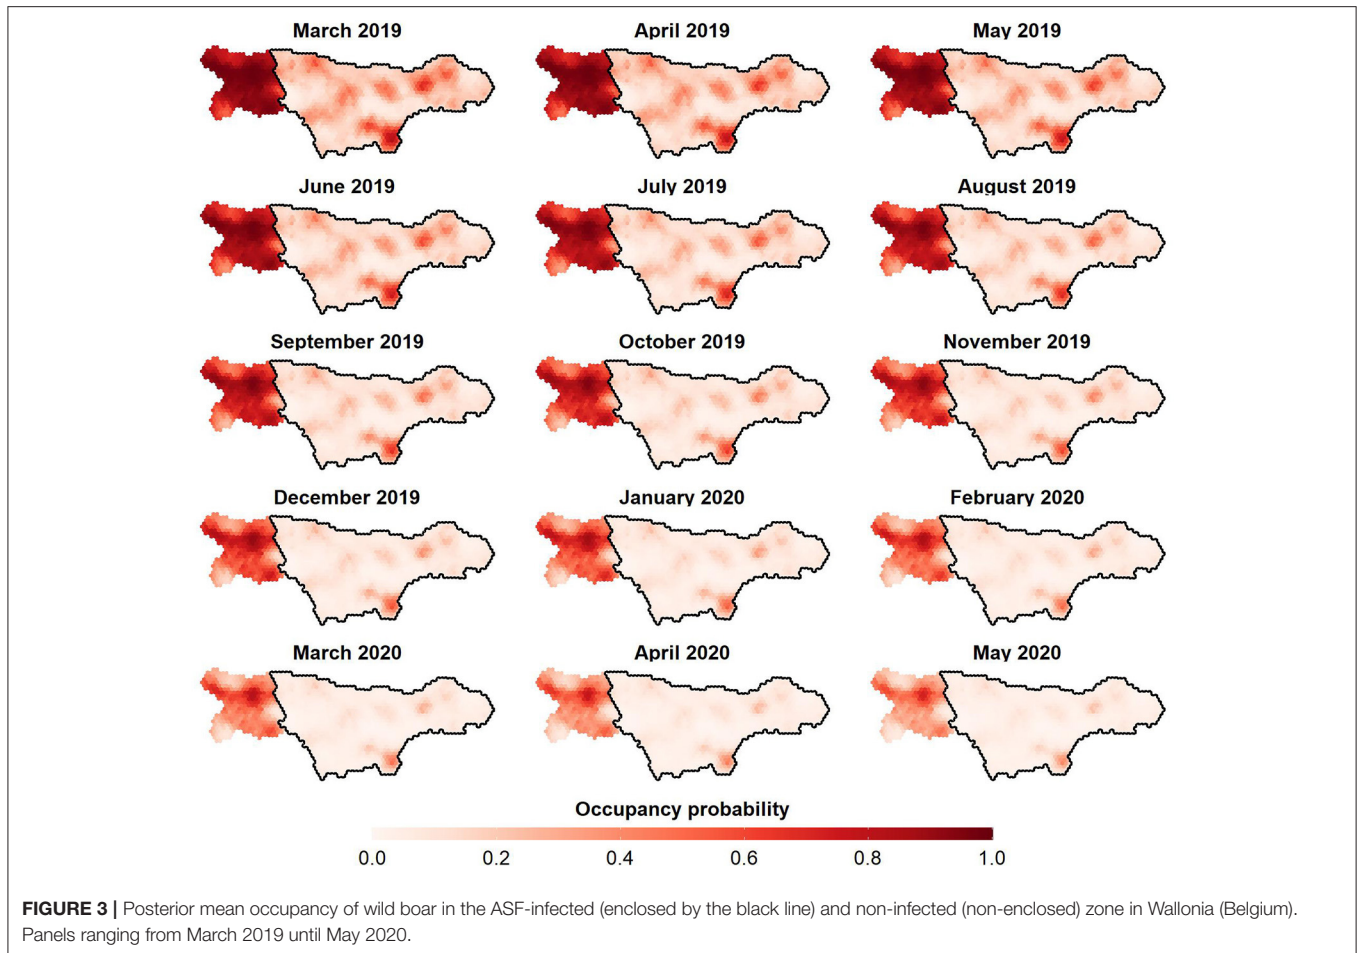 March 2019
April 2019
May 2019
June 2019
July 2019
August 2019
September 2019
October 2019
November 2019
December 2019
January 2020
February 2020
March 2020
April 2020
May 2020
Occupancy probability
0.0 0.2 0.4 0.6 0.8 1.0
FIGURE 3 | Posterior mean occupancy of wild boar in the ASF-infected (enclosed by the black line) and non-infected (non-enclosed) zone in Wallonia (Belgium).
Panels ranging from March 2019 until May 2020.